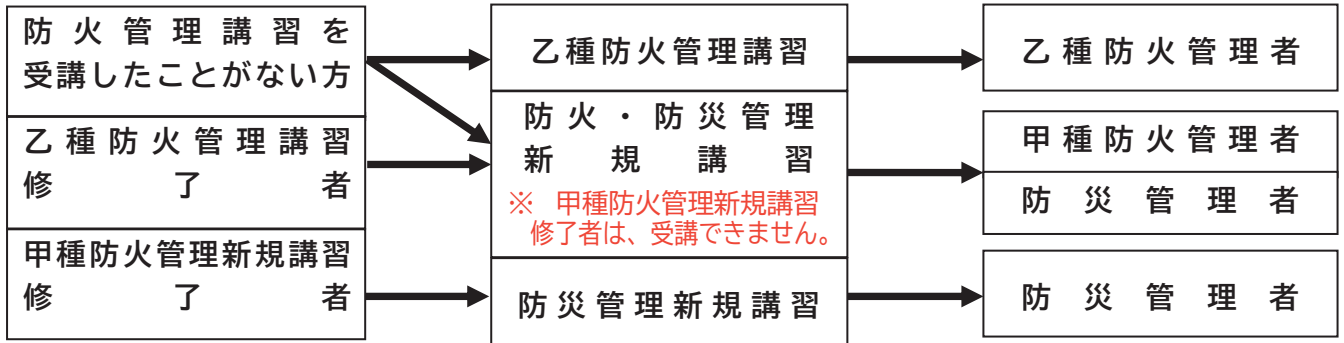 防火管理講習を
受講したことがない方
乙種防火管理講習
修了者
甲種防火管理新規講習
修了者
乙種防火管理講習
防火・防災管理
新規講習
※ 甲種防火管理新規講習
修了者は、受講できません。
防災管理新規講習
乙種防火管理者
甲種防火管理者
防災管理者
防災管理者